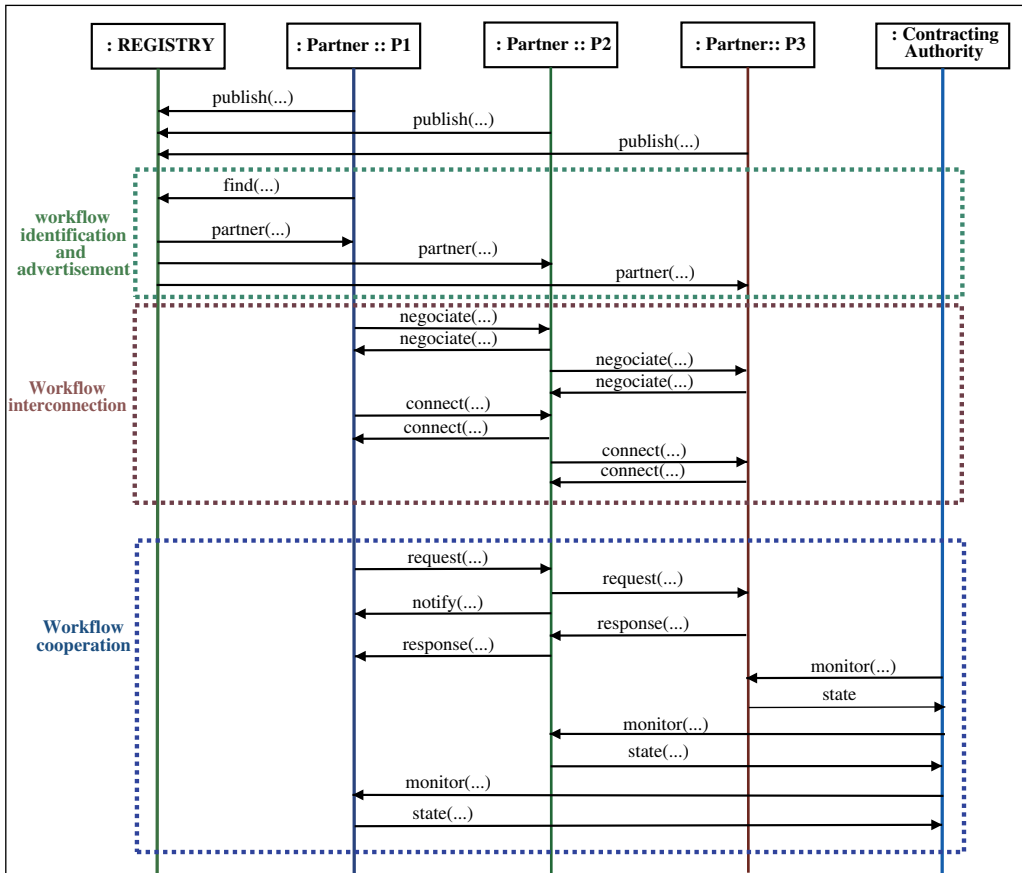 : REGISTRY
: Partner :: P1
: Partner :: P2
: Partner:: P3
: Contracting
Authority
publish(...)
publish(...)
publish(...)
find(...)
workflow
identification
and
advertisement
partner(...)
partner(...)
partner(...)
negociate(...)
negociate(...)
negociate(...)
negociate(...)
Workflow
interconnection
connect(...)
connect(...)
connect(...)
connect(...)
request(...)
request(...)
notify(...)
response(...)
response(...)
Workflow
cooperation
monitor(...)
state
monitor(...)
state(...)
monitor(...)
state(...)